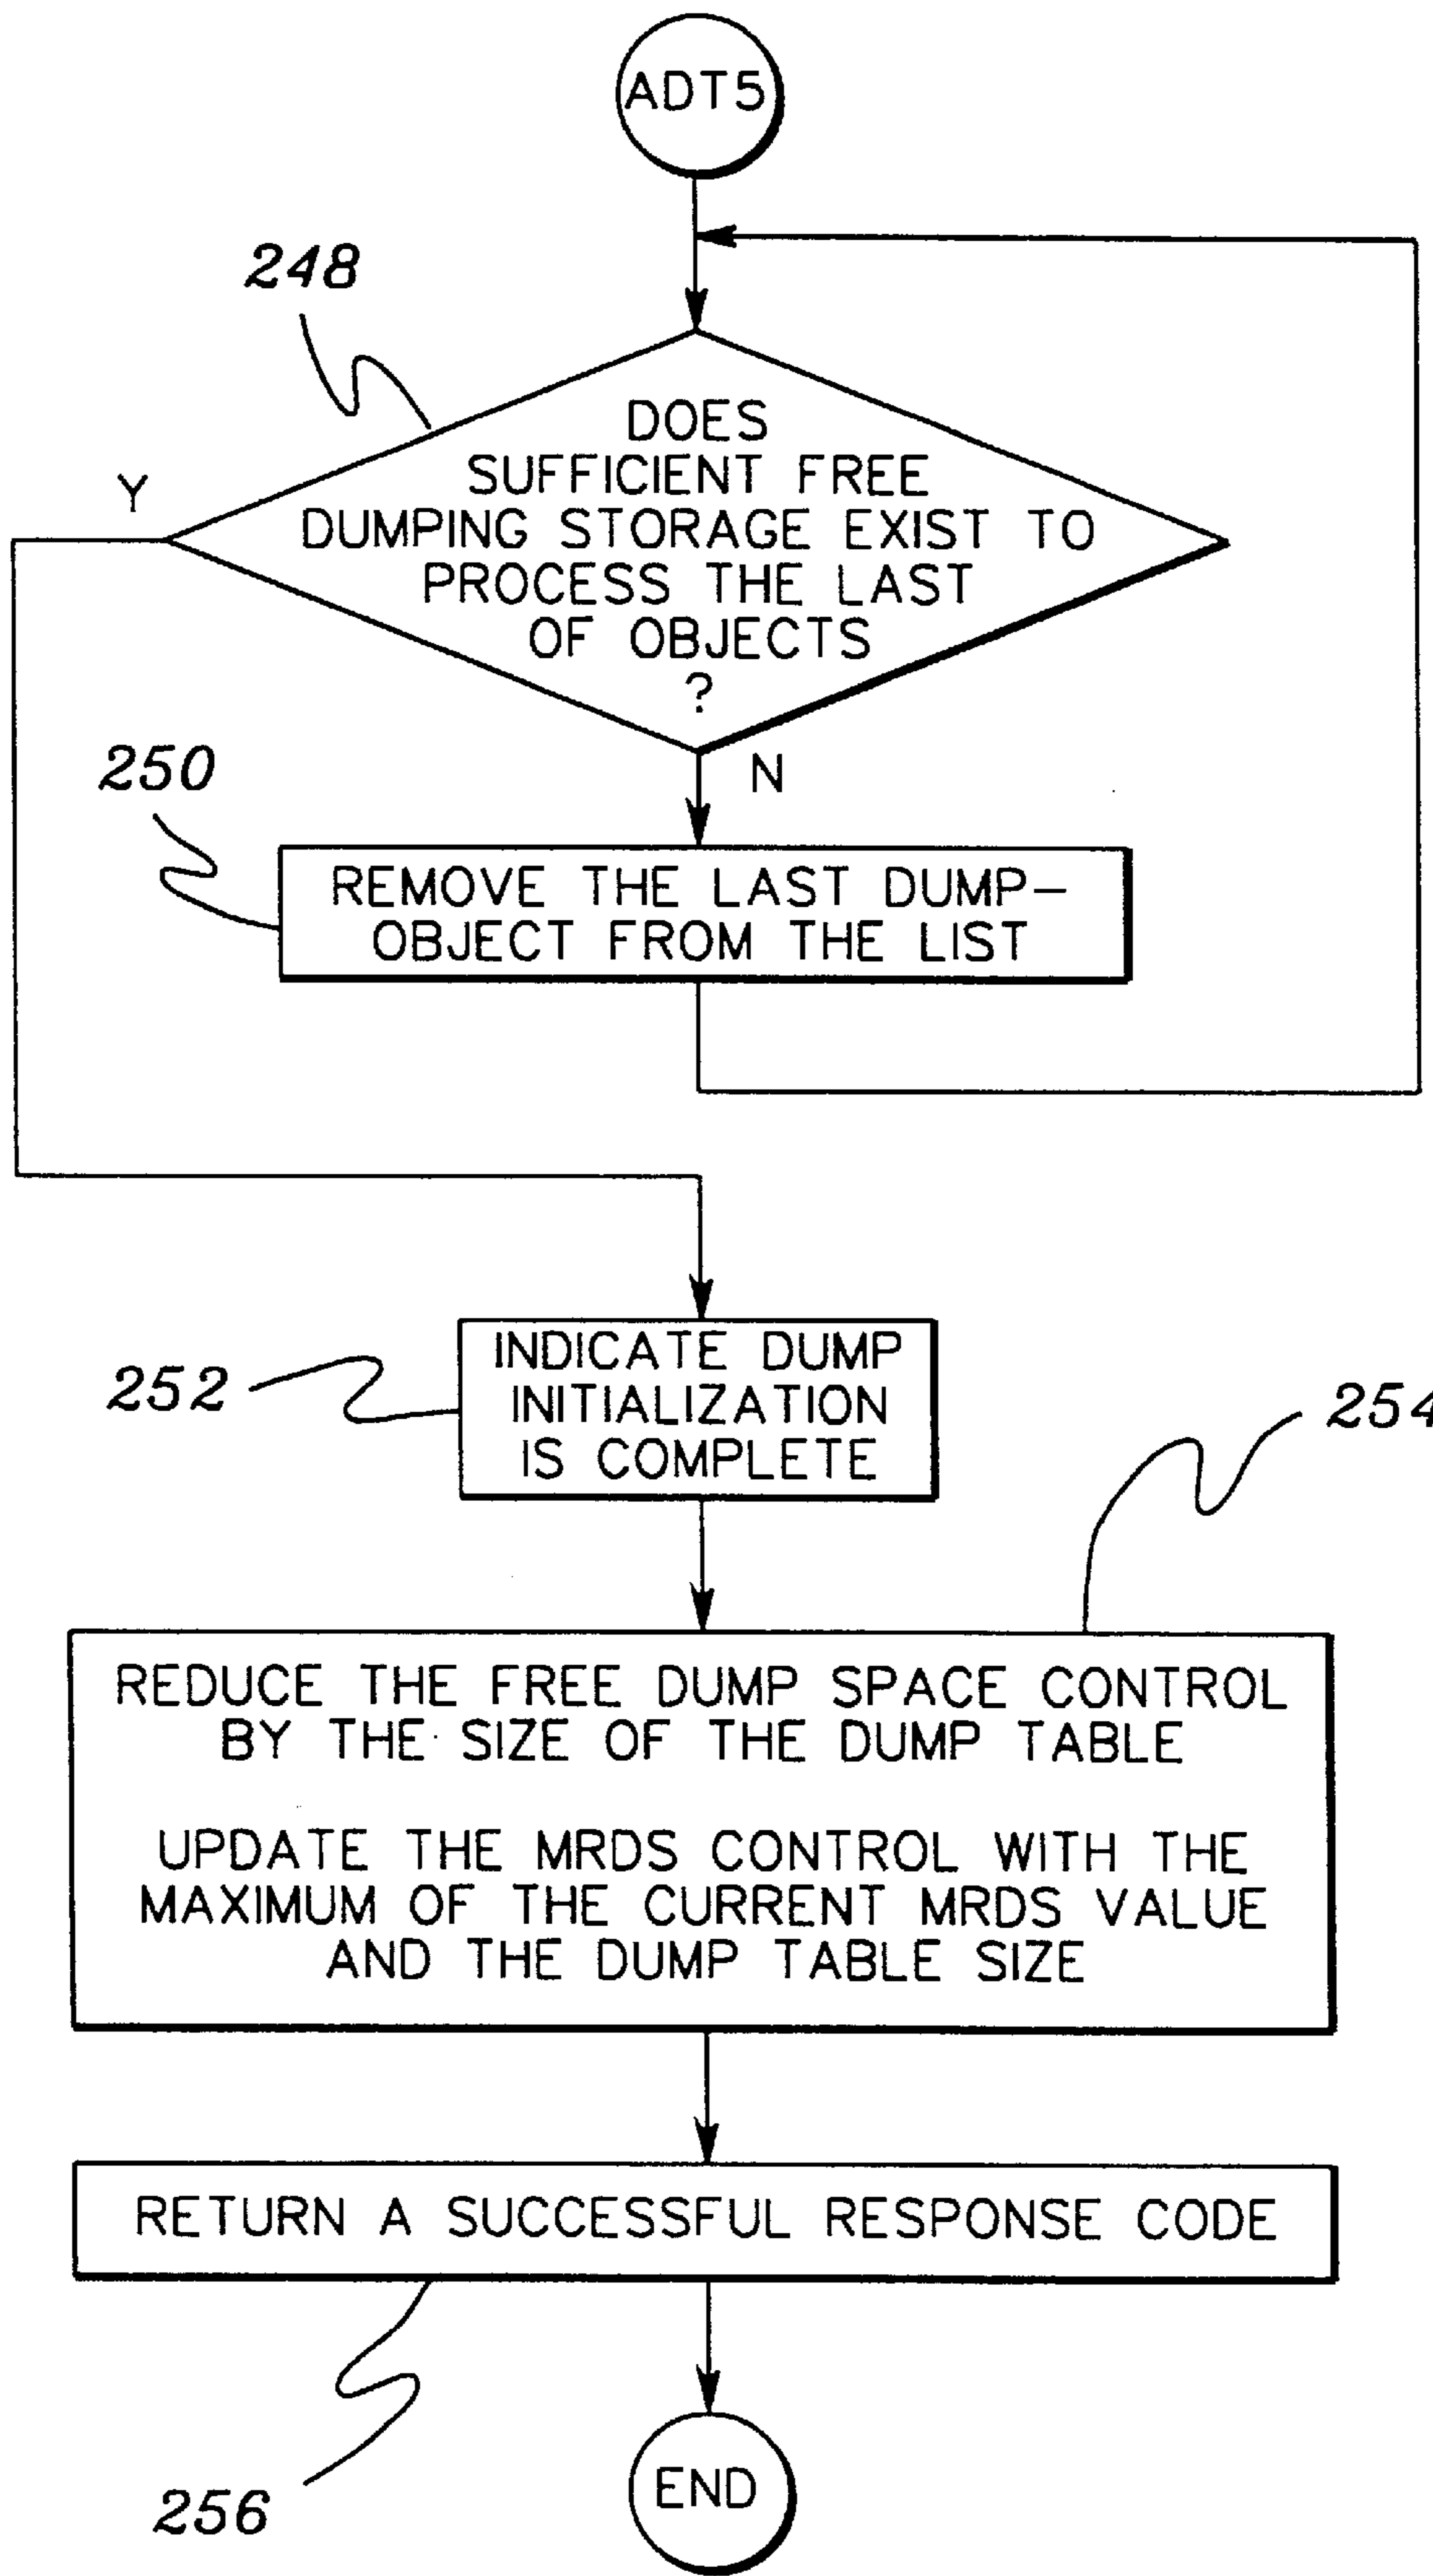 ADT5
248
DOES
SUFFICIENT FREE
DUMPING STORAGE EXIST TO
PROCESS THE LAST
OF OBJECTS
?
Y
N
250
REMOVE THE LAST DUMP-
OBJECT FROM THE LIST
252
INDICATE DUMP
INITIALIZATION
IS COMPLETE
254
REDUCE THE FREE DUMP SPACE CONTROL
BY THE SIZE OF THE DUMP TABLE
UPDATE THE MRDS CONTROL WITH THE
MAXIMUM OF THE CURRENT MRDS VALUE
AND THE DUMP TABLE SIZE
RETURN A SUCCESSFUL RESPONSE CODE
256
END